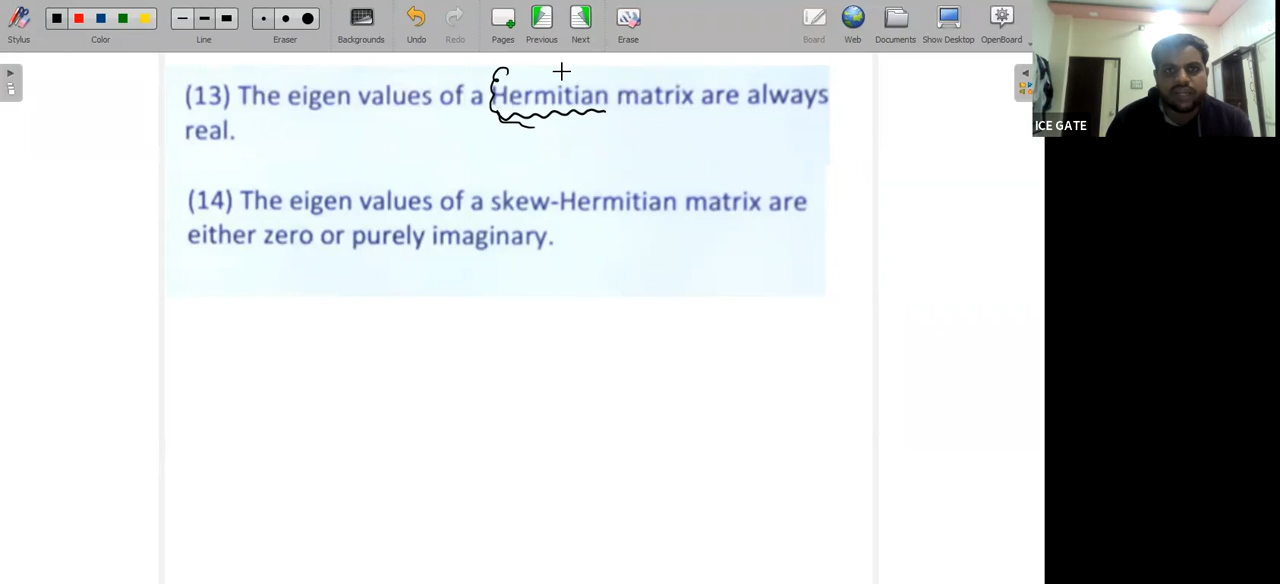 Stylus Color Line Eraser Backgrounds Undo Redo Pages Previous Next Erase Board Web Documents Show Desktop OpenBoard
ICE GATE
(13) The eigen values of a Hermitian matrix are always
real.
(14) The eigen values of a skew-Hermitian matrix are
either zero or purely imaginary.